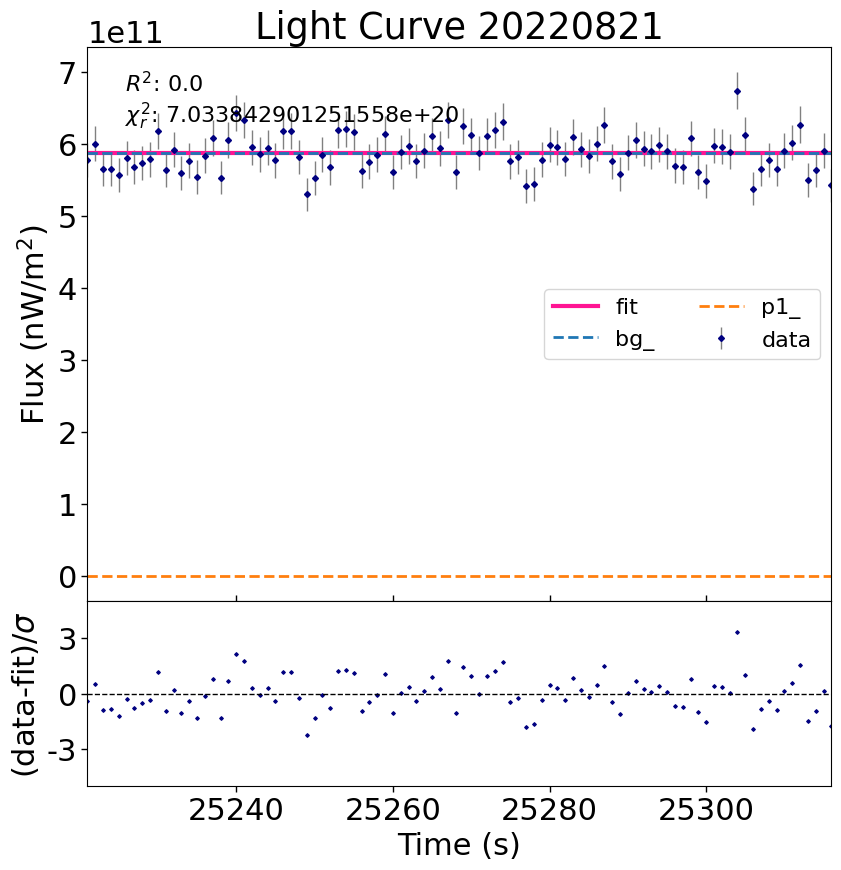 Light Curve 20220821
1e11
R²: 0.0
χ²ᵣ: 7.033842901251558e+20
7
6
5
4
3
2
1
0
Flux (nW/m²)
fit
bg_
p1_
data
3
0
-3
(data-fit)/σ
25240 25260 25280 25300
Time (s)